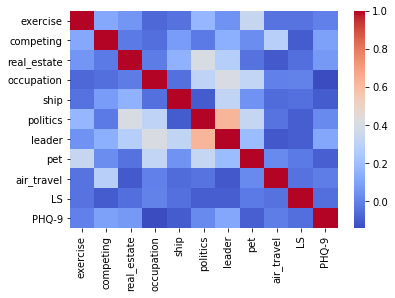 exercise
competing
real_estate
occupation
ship
politics
leader
pet
air_travel
LS
PHQ-9
exercise
competing
real_estate
occupation
ship
politics
leader
pet
air_travel
LS
PHQ-9
1.0
0.8
0.6
0.4
0.2
0.0